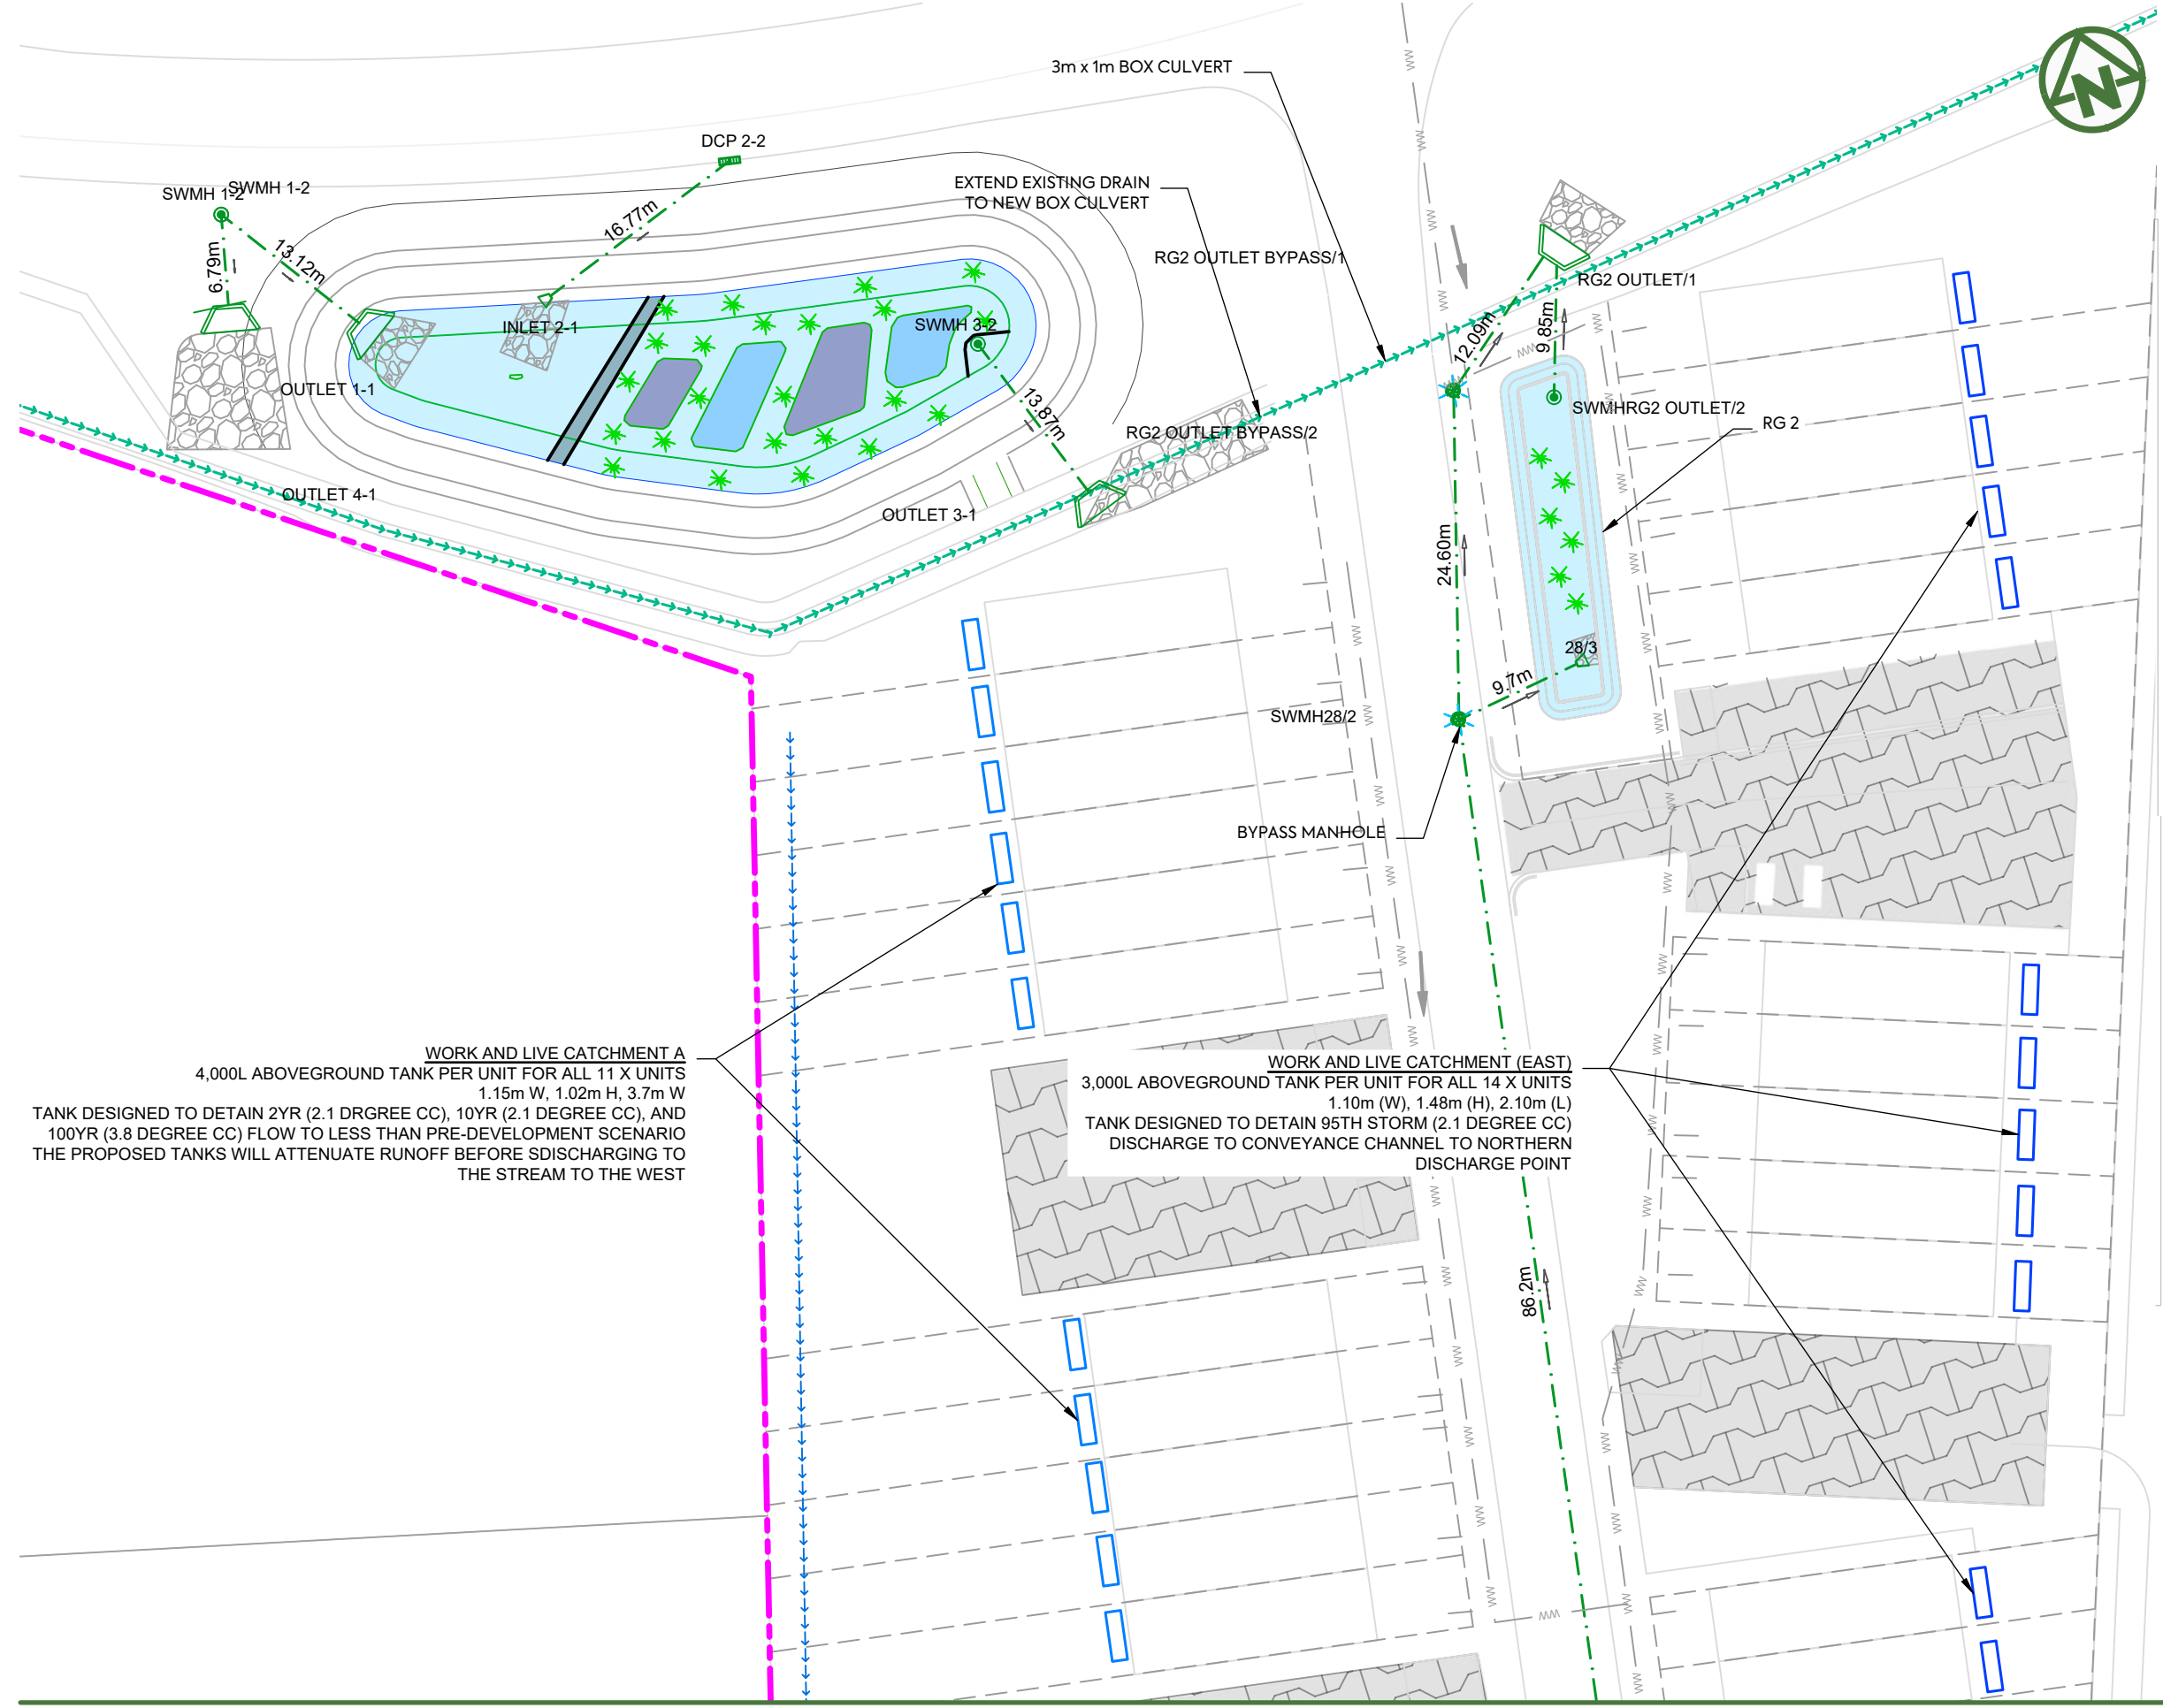 3m x 1m BOX CULVERT
N
DCP 2-2
EXTEND EXISTING DRAIN
TO NEW BOX CULVERT
SWMH 1-2
SWMH 1-2
16.77m
6.79m
13.12m
RG2 OUTLET BYPASS/1
RG2 OUTLET/1
INLET 2-1
SWMH 3-2
12.09m
9.85m
OUTLET 1-1
13.87m
SWMHRG2 OUTLET/2
RG 2
RG2 OUTLET BYPASS/2
OUTLET 4-1
OUTLET 3-1
24.60m
28/3
9.7m
SWMH28/2
BYPASS MANHOLE
WORK AND LIVE CATCHMENT A
4,000L ABOVEGROUND TANK PER UNIT FOR ALL 11 X UNITS
1.15m W, 1.02m H, 3.7m W
TANK DESIGNED TO DETAIN 2YR (2.1 DRGREE CC), 10YR (2.1 DEGREE CC), AND
100YR (3.8 DEGREE CC) FLOW TO LESS THAN PRE-DEVELOPMENT SCENARIO
THE PROPOSED TANKS WILL ATTENUATE RUNOFF BEFORE SDISCHARGING TO
THE STREAM TO THE WEST
WORK AND LIVE CATCHMENT (EAST)
3,000L ABOVEGROUND TANK PER UNIT FOR ALL 14 X UNITS
1.10m (W), 1.48m (H), 2.10m (L)
TANK DESIGNED TO DETAIN 95TH STORM (2.1 DEGREE CC)
DISCHARGE TO CONVEYANCE CHANNEL TO NORTHERN
DISCHARGE POINT
86.2m